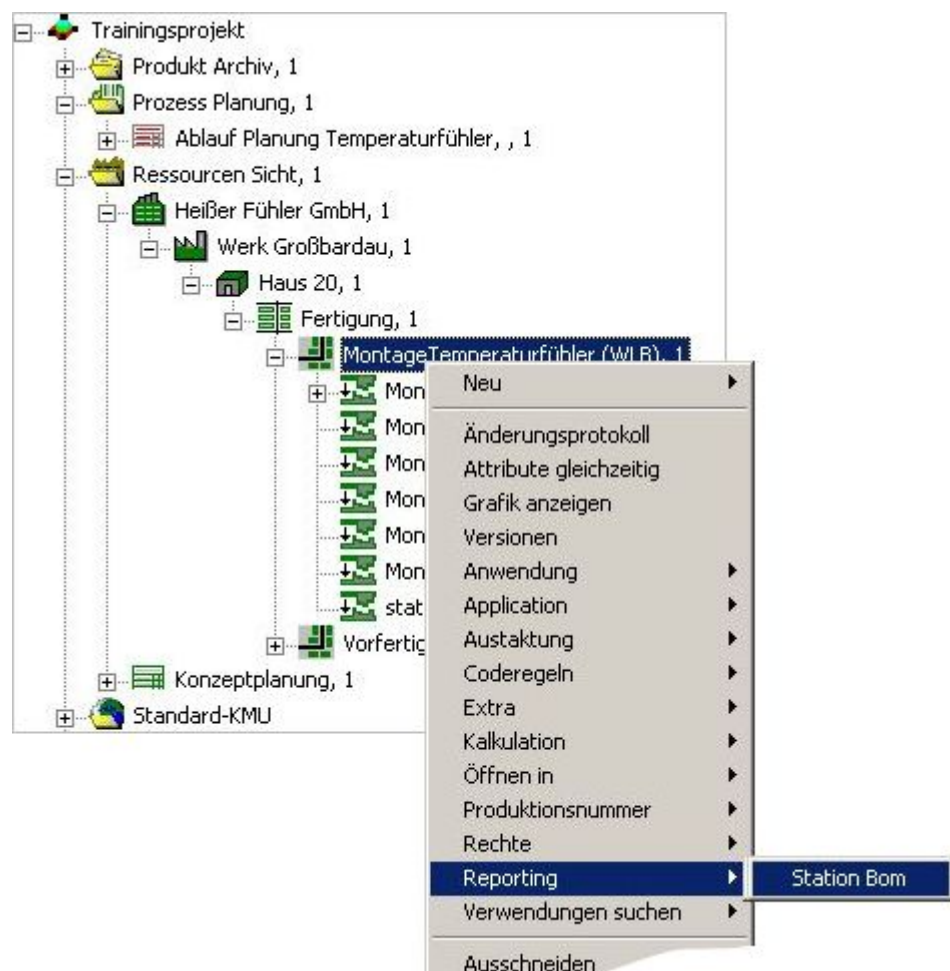 Trainingsprojekt
Produkt Archiv, 1
Prozess Planung, 1
Ablauf Planung Temperaturfühler, , 1
Ressourcen Sicht, 1
Heißer Fühler GmbH, 1
Werk Großbardau, 1
Haus 20, 1
Fertigung, 1
MontageTemperaturfühler (WLB), 1
Mon
Mon
Mon
Mon
Mon
Mon
stat
Vorfertig
Konzeptplanung, 1
Standard-KMU
Neu
Änderungsprotokoll
Attribute gleichzeitig
Grafik anzeigen
Versionen
Anwendung
Application
Austaktung
Coderegeln
Extra
Kalkulation
Öffnen in
Produktionsnummer
Rechte
Reporting
Station Bom
Verwendungen suchen
Ausschneiden